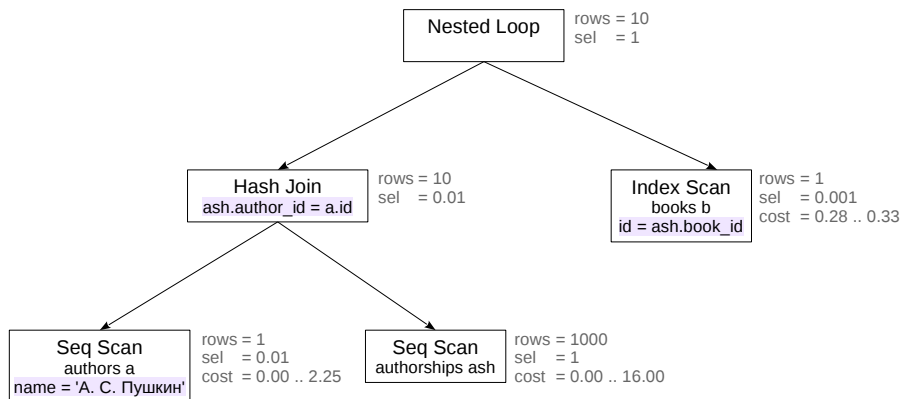 Nested Loop
rows = 10
sel = 1
Hash Join
ash.author_id = a.id
rows = 10
sel = 0.01
Index Scan
books b
id = ash.book_id
rows = 1
sel = 0.001
cost = 0.28 .. 0.33
Seq Scan
authors a
name = 'А. С. Пушкин'
rows = 1
sel = 0.01
cost = 0.00 .. 2.25
Seq Scan
authorships ash
rows = 1000
sel = 1
cost = 0.00 .. 16.00